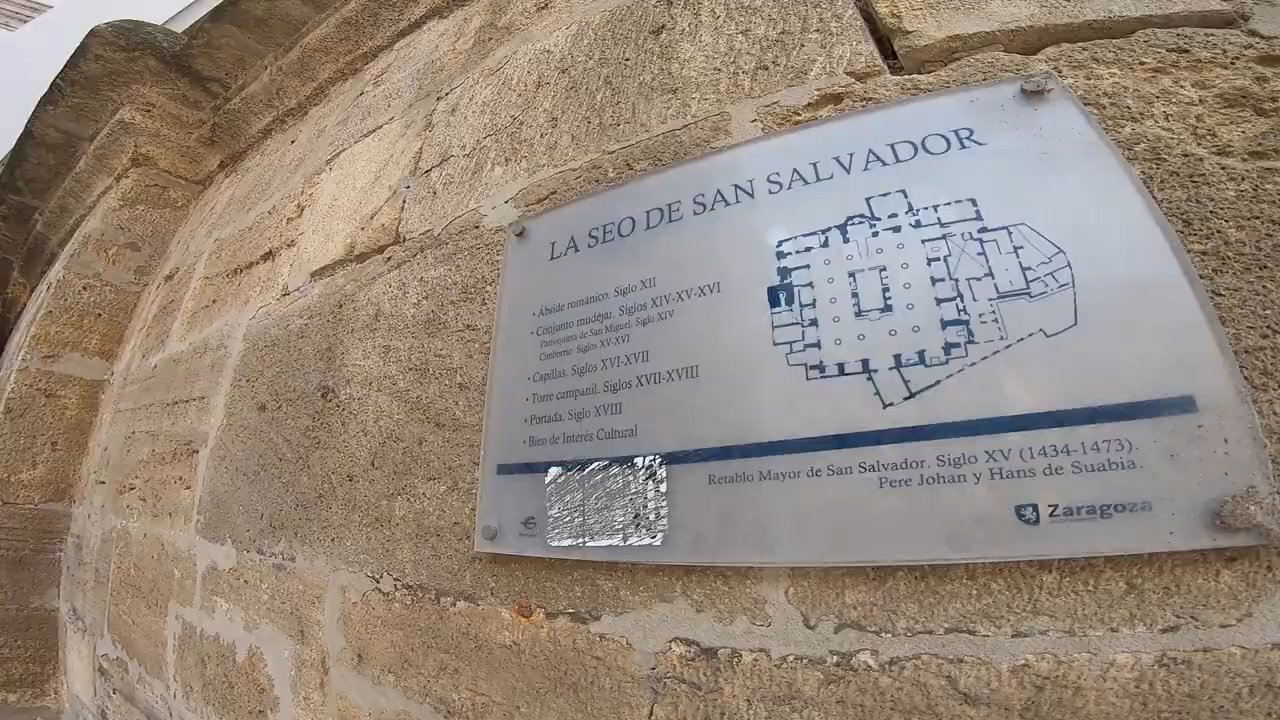 LA SEO DE SAN SALVADOR
• Ábside románico. Siglo XII
• Conjunto mudéjar. Siglos XIV-XV-XVI
Parroquieta de San Miguel, Siglo XIV
Cimborrio Siglos XV-XVI
• Capillas. Siglos XVI-XVII
• Torre campanil. Siglos XVII-XVIII
• Portada. Siglo XVIII
• Bien de Interés Cultural
Retablo Mayor de San Salvador. Siglo XV (1434-1473).
Pere Johan y Hans de Suabia.
Zaragoza